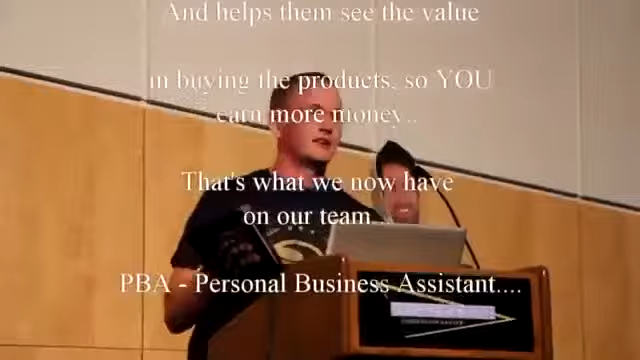 And helps them see the value
in buying the products, so YOU
earn more money..
That's what we now have
on our team....
PBA - Personal Business Assistant....